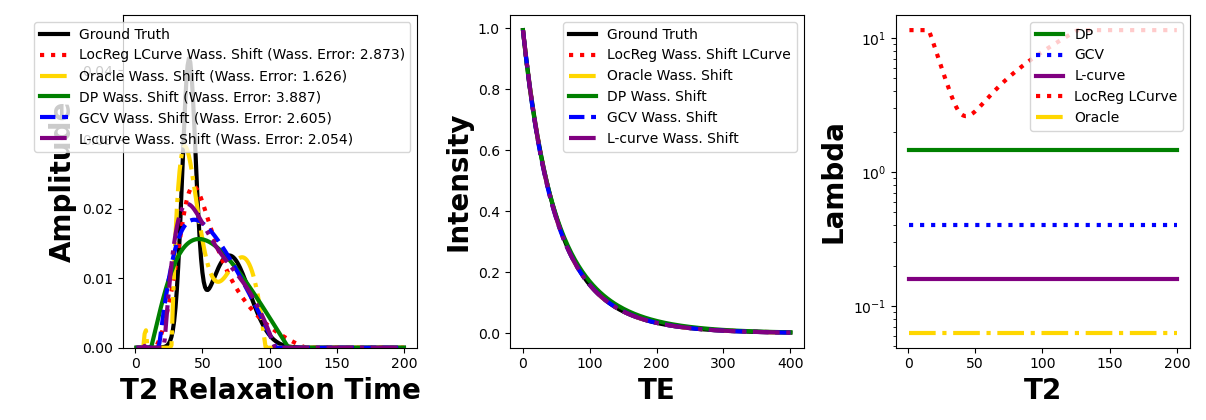 Ground Truth
LocReg LCurve Wass. Shift (Wass. Error: 2.873)
Oracle Wass. Shift (Wass. Error: 1.626)
DP Wass. Shift (Wass. Error: 3.887)
GCV Wass. Shift (Wass. Error: 2.605)
L-curve Wass. Shift (Wass. Error: 2.054)
Amplitude
0.04
0.02
0.01
0.00
0 50 100 150 200
T2 Relaxation Time
Ground Truth
LocReg Wass. Shift LCurve
Oracle Wass. Shift
DP Wass. Shift
GCV Wass. Shift
L-curve Wass. Shift
Intensity
1.0
0.8
0.6
0.4
0.2
0.0
0 100 200 300 400
TE
DP
GCV
L-curve
LocReg LCurve
Oracle
Lambda
10¹
10⁰
10⁻¹
0 50 100 150 200
T2